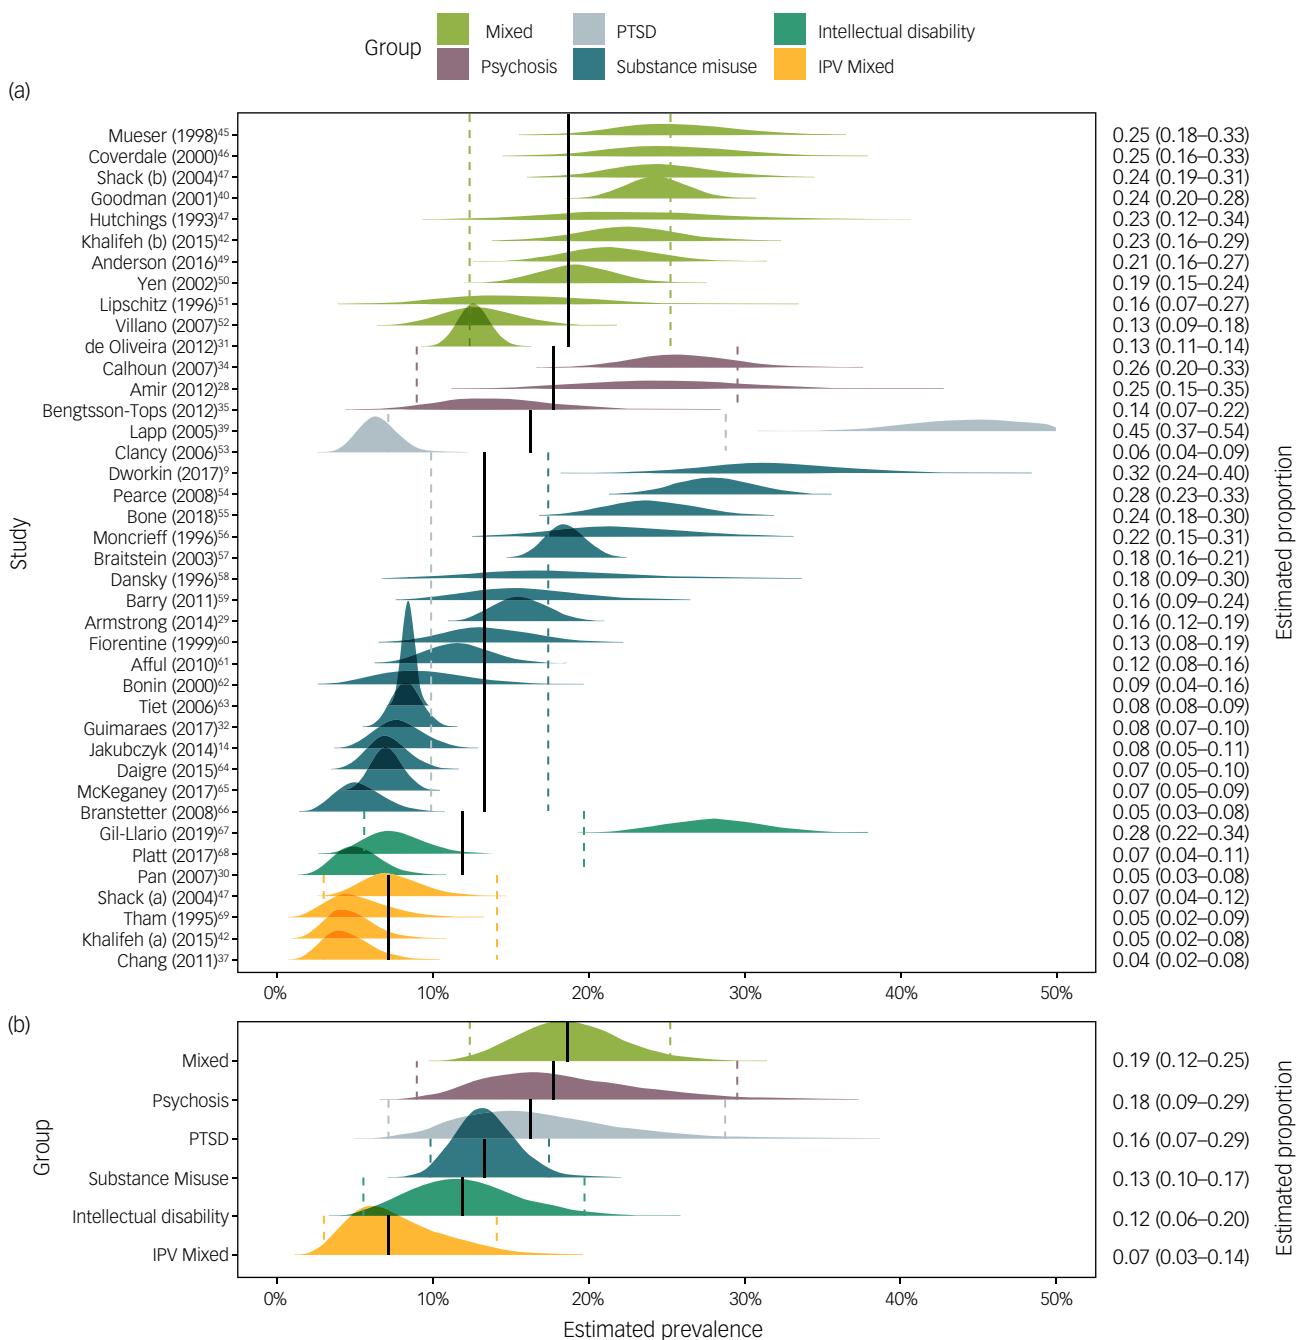 Group
Mixed
PTSD
Intellectual disability
Psychosis
Substance misuse
IPV Mixed
(a)
Mueser (1998)⁴⁵ 0.25 (0.18–0.33)
Coverdale (2000)⁴⁶ 0.25 (0.16–0.33)
Shack (b) (2004)⁴⁷ 0.24 (0.19–0.31)
Goodman (2001)⁴⁰ 0.24 (0.20–0.28)
Hutchings (1993)⁴⁷ 0.23 (0.12–0.34)
Khalifeh (b) (2015)⁴² 0.23 (0.16–0.29)
Anderson (2016)⁴⁹ 0.21 (0.16–0.27)
Yen (2002)⁵⁰ 0.19 (0.15–0.24)
Lipschitz (1996)⁵¹ 0.16 (0.07–0.27)
Villano (2007)⁵² 0.13 (0.09–0.18)
de Oliveira (2012)³¹ 0.13 (0.11–0.14)
Calhoun (2007)³⁴ 0.26 (0.20–0.33)
Amir (2012)²⁸ 0.25 (0.15–0.35)
Bengtsson-Tops (2012)³⁵ 0.14 (0.07–0.22)
Lapp (2005)³⁹ 0.45 (0.37–0.54)
Clancy (2006)⁵³ 0.06 (0.04–0.09)
Dworkin (2017)⁹ 0.32 (0.24–0.40)
Pearce (2008)⁵⁴ 0.28 (0.23–0.33)
Bone (2018)⁵⁵ 0.24 (0.18–0.30)
Moncrieff (1996)⁵⁶ 0.22 (0.15–0.31)
Braitstein (2003)⁵⁷ 0.18 (0.16–0.21)
Dansky (1996)⁵⁸ 0.18 (0.09–0.30)
Barry (2011)⁵⁹ 0.16 (0.09–0.24)
Armstrong (2014)²⁹ 0.16 (0.12–0.19)
Fiorentine (1999)⁶⁰ 0.13 (0.08–0.19)
Afful (2010)⁶¹ 0.12 (0.08–0.16)
Bonin (2000)⁶² 0.09 (0.04–0.16)
Tiet (2006)⁶³ 0.08 (0.08–0.09)
Guimaraes (2017)³² 0.08 (0.07–0.10)
Jakubczyk (2014)¹⁴ 0.08 (0.05–0.11)
Daigre (2015)⁶⁴ 0.07 (0.05–0.10)
McKeganey (2017)⁶⁵ 0.07 (0.05–0.09)
Branstetter (2008)⁶⁶ 0.05 (0.03–0.08)
Gil-Llario (2019)⁶⁷ 0.28 (0.22–0.34)
Platt (2017)⁶⁸ 0.07 (0.04–0.11)
Pan (2007)³⁰ 0.05 (0.03–0.08)
Shack (a) (2004)⁴⁷ 0.07 (0.04–0.12)
Tham (1995)⁶⁹ 0.05 (0.02–0.09)
Khalifeh (a) (2015)⁴² 0.05 (0.02–0.08)
Chang (2011)³⁷ 0.04 (0.02–0.08)
Study
Estimated proportion
0% 10% 20% 30% 40% 50%
(b)
Mixed 0.19 (0.12–0.25)
Psychosis 0.18 (0.09–0.29)
PTSD 0.16 (0.07–0.29)
Substance Misuse 0.13 (0.10–0.17)
Intellectual disability 0.12 (0.06–0.20)
IPV Mixed 0.07 (0.03–0.14)
Group
Estimated proportion
0% 10% 20% 30% 40% 50%
Estimated prevalence